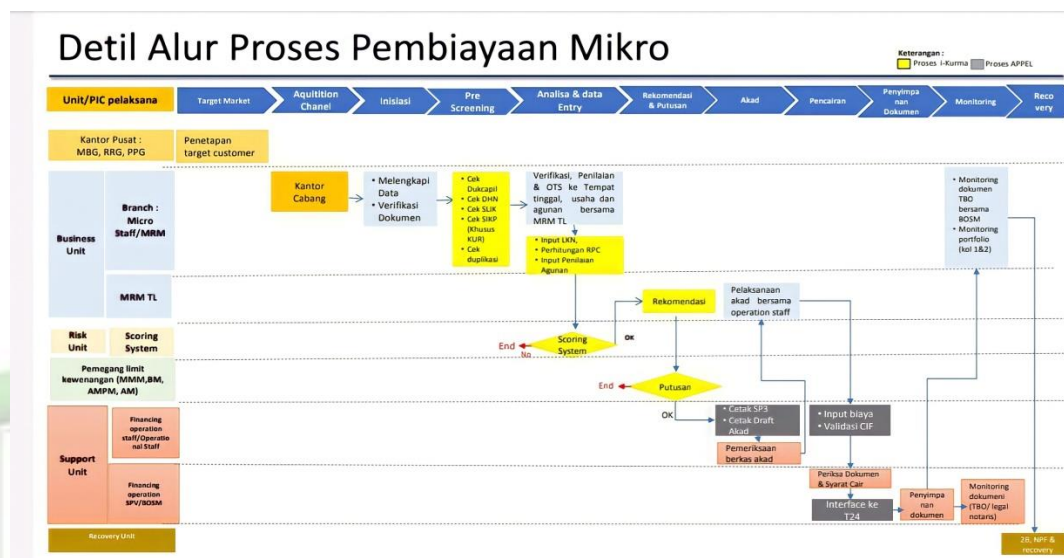 Detil Alur Proses Pembiayaan Mikro
Keterangan :
Proses i-Kurma
Proses APPEL
Unit/PIC pelaksana
Target Market
Aquitition
Chanel
Inisiasi
Pre
Screening
Analisa & data
Entry
Rekomendasi
& Putusan
Akad
Pencairan
Penyimpa
nan
Dokumen
Monitoring
Reco
very
Kantor Pusat :
MBG, RRG, PPG
Penetapan
target customer
Business
Unit
Branch :
Micro
Staff/MRM
Kantor
Cabang
• Melengkapi
Data
• Verifikasi
Dokumen
• Cek
Dukcapil
• Cek DHN
• Cek SLIK
• Cek SIKP
(Khusus
KUR)
• Cek
duplikasi
Verifikasi, Penilaian
& OTS ke Tempat
tinggal, usaha dan
agunan bersama
MRM TL
• Input LKN,
• Perhitungan RPC
• Input Penilaian
Agunan
• Monitoring
dokumen
TBO
bersama
BOSM
• Monitoring
portfolio
(kol 1&2)
MRM TL
Rekomendasi
Pelaksanaan
akad bersama
operation staff
Risk
Unit
Scoring
System
End
No
Scoring
System
OK
Pemegang limit
kewenangan (MMM,BM,
AMPM, AM)
End
Putusan
OK
Support
Unit
Financing
operation
staff/Operatio
nal Staff
• Cetak SP3
• Cetak Draft
Akad
Pemeriksaan
berkas akad
• Input biaya
• Validasi CIF
Financing
operation
SPV/BOSM
Periksa Dokumen
& Syarat Cair
Interface ke
T24
Penyimpa
nan
dokumen
Monitoring
dokumeni
(TBO/ legal
notaris)
Recovery Unit
2B, NPF &
recovery